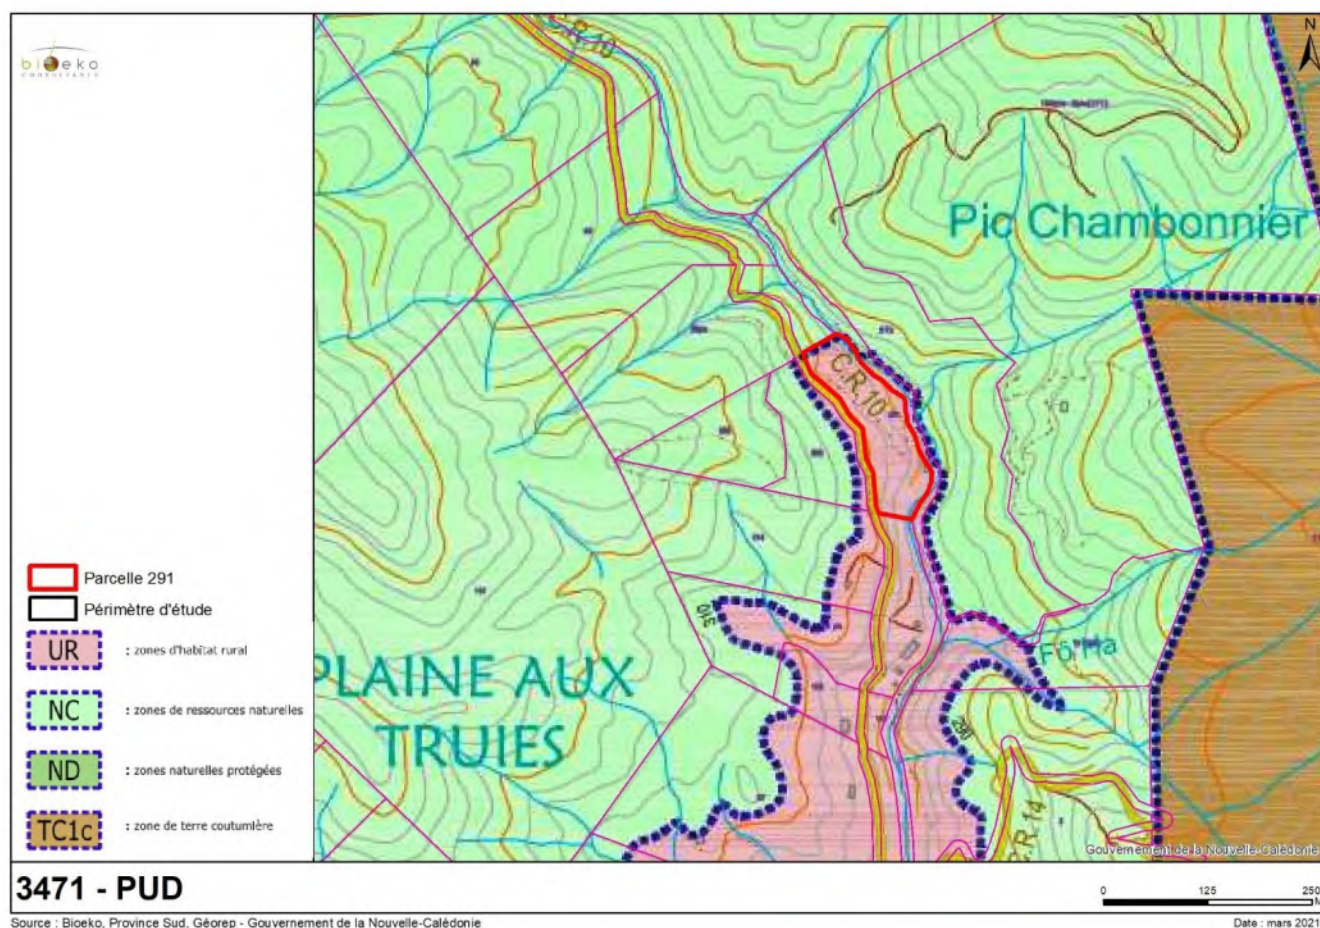 bioeko
CONSULTANTS
N
C.R.10
Pic Chambonnier
C.R.10.
310
Fô Ha
PLAINE AUX
TRUIES
290
C.R.14
Parcelle 291
Périmètre d'étude
UR : zones d'habitat rural
NC : zones de ressources naturelles
ND : zones naturelles protégées
TC1c : zone de terre coutumière
Gouvernement de la Nouvelle-Calédonie
3471 - PUD
0 125 250
M
Source : Bioeko, Province Sud, Géorep - Gouvernement de la Nouvelle-Calédonie
Date : mars 2021